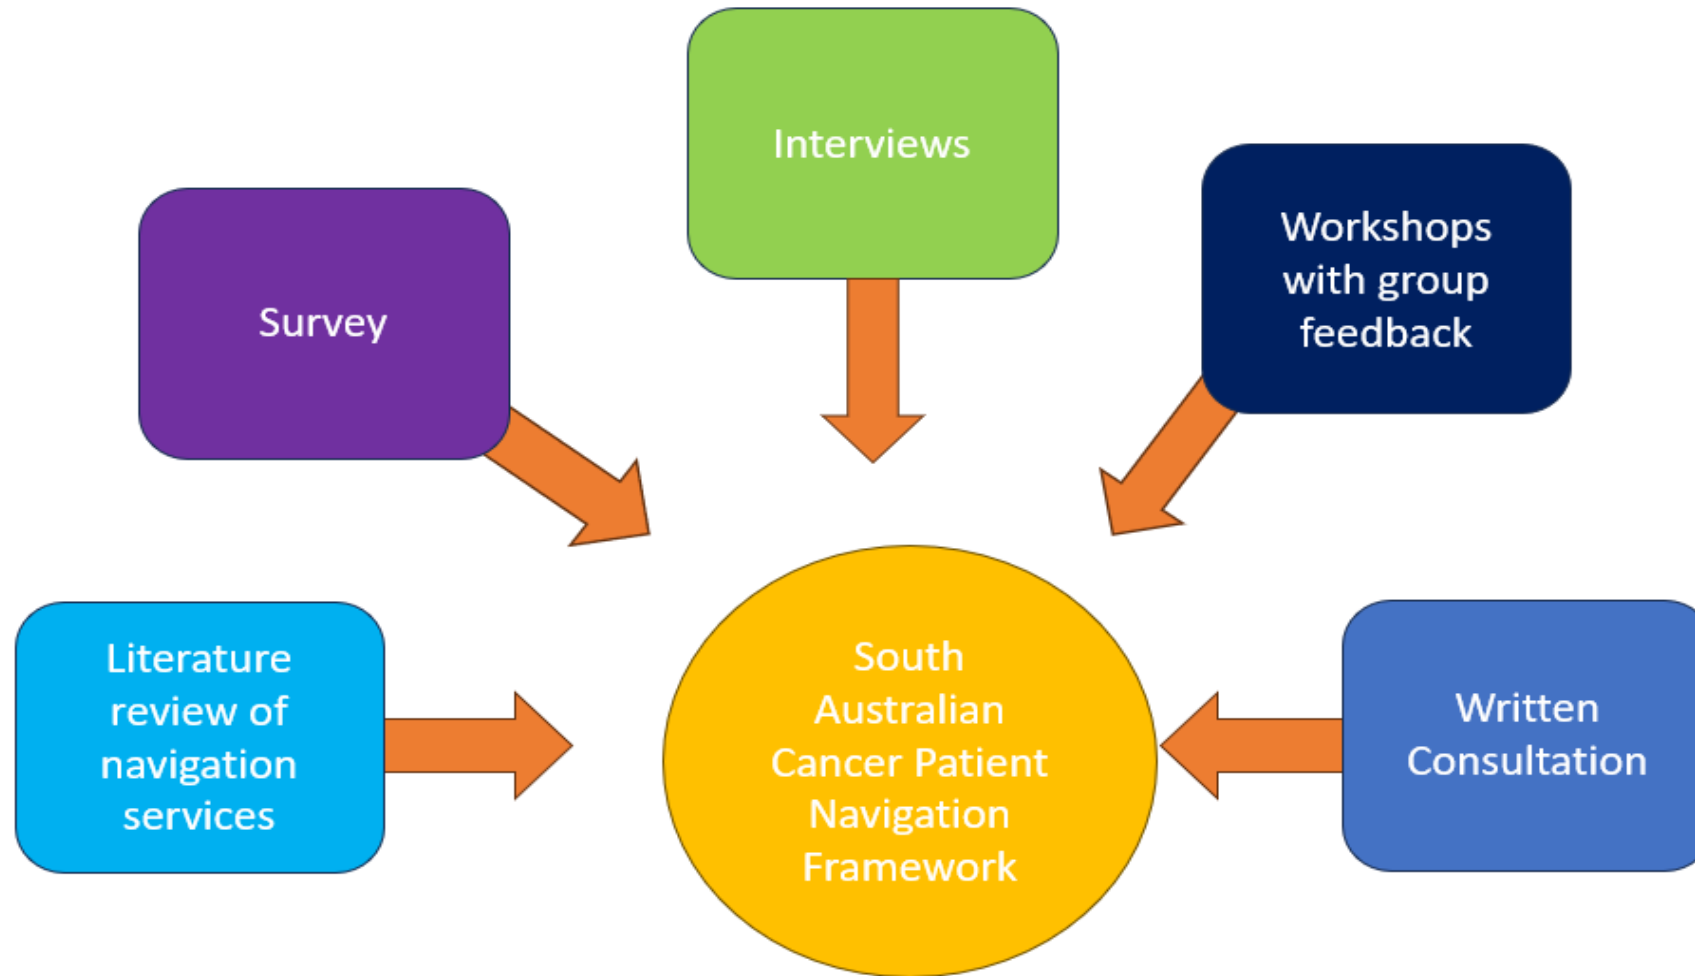 Interviews
Workshops
with group
feedback
Survey
Literature
review of
navigation
services
South
Australian
Cancer Patient
Navigation
Framework
Written
Consultation